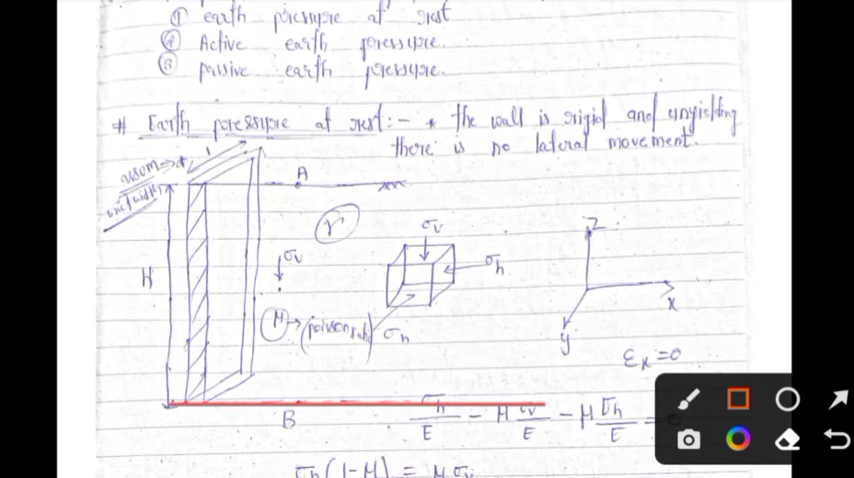 ① earth pressure at rest
② Active earth pressure.
③ passive earth pressure.
# Earth pressure at rest:- * the wall is rigid and unyielding
there is no lateral movement.
1
unit width
A
γ
H
σv
σv
σh
σh
μ → (poisson
Z
X
y
εx = 0
B
σh/E - μ σv/E - μ σh/E =
σh(1-μ) = μ σv